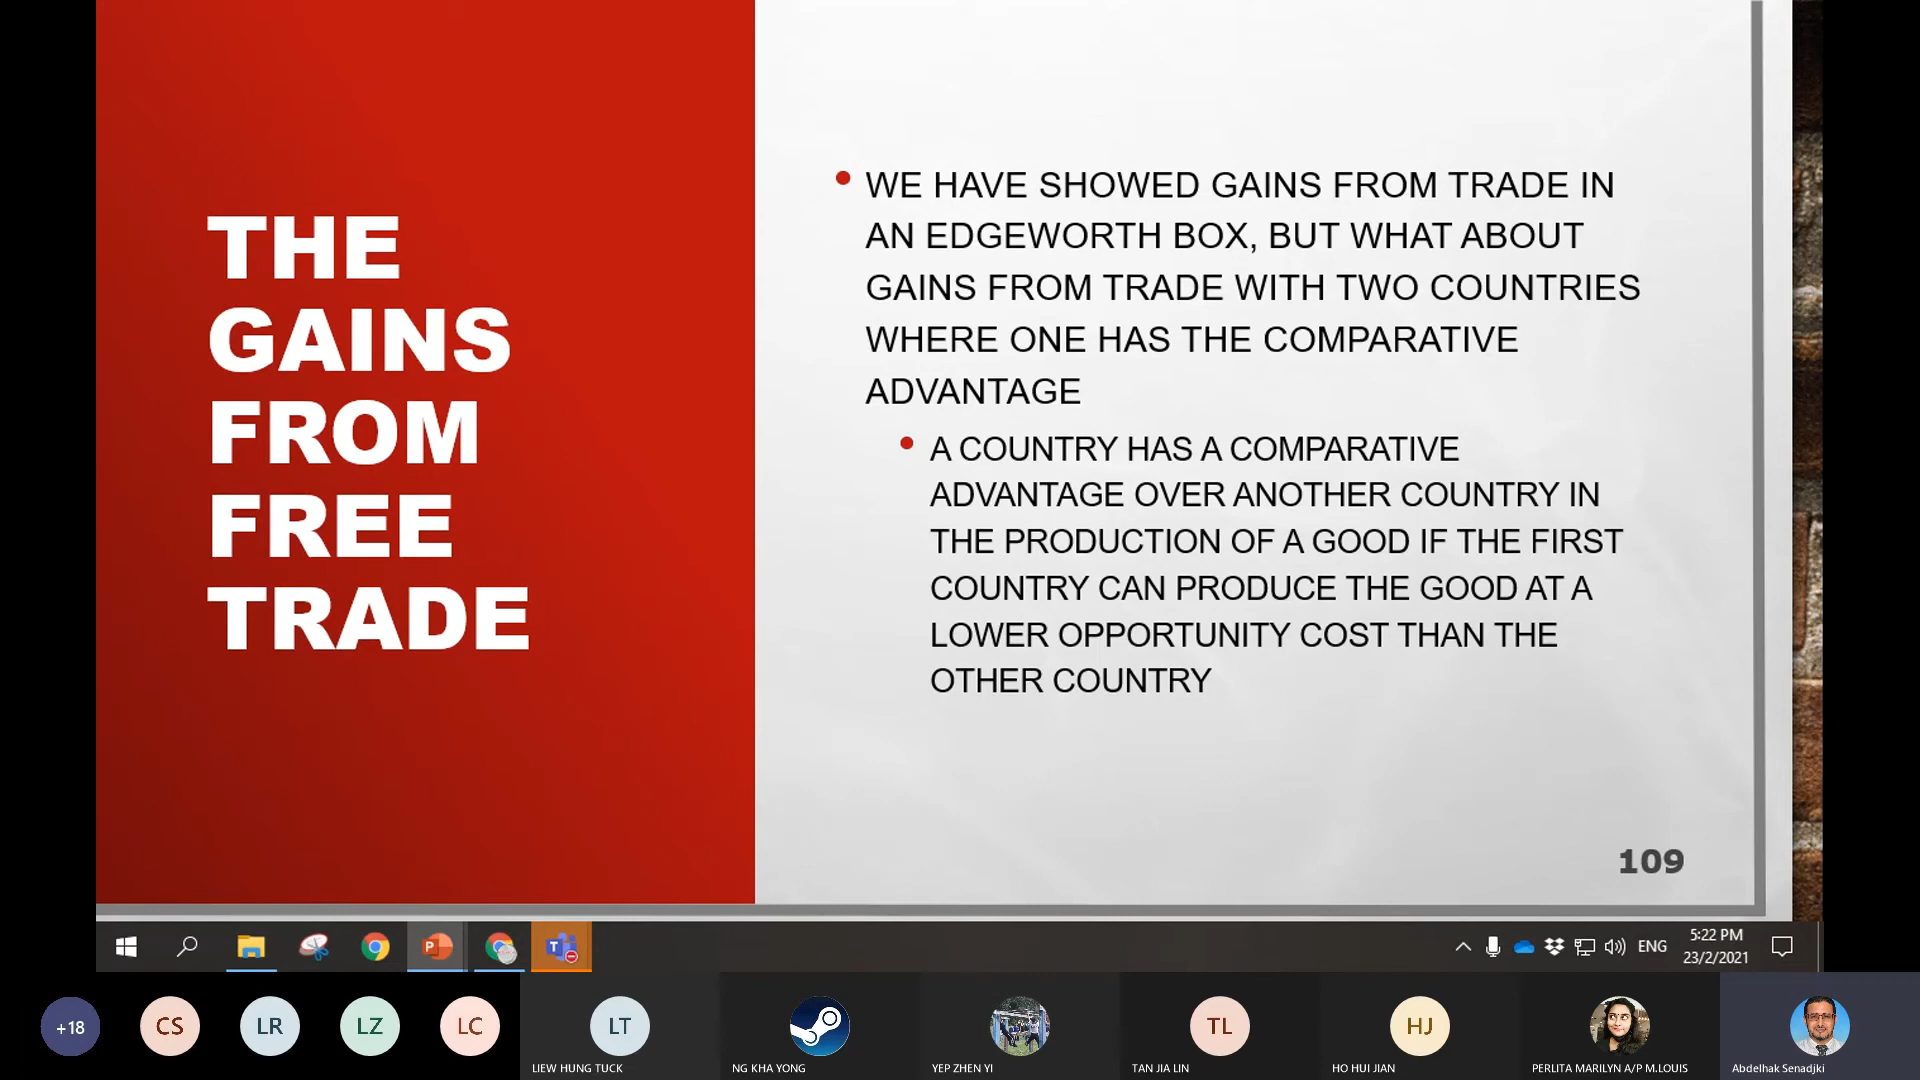 THE
GAINS
FROM
FREE
TRADE
WE HAVE SHOWED GAINS FROM TRADE IN
AN EDGEWORTH BOX, BUT WHAT ABOUT
GAINS FROM TRADE WITH TWO COUNTRIES
WHERE ONE HAS THE COMPARATIVE
ADVANTAGE
A COUNTRY HAS A COMPARATIVE
ADVANTAGE OVER ANOTHER COUNTRY IN
THE PRODUCTION OF A GOOD IF THE FIRST
COUNTRY CAN PRODUCE THE GOOD AT A
LOWER OPPORTUNITY COST THAN THE
OTHER COUNTRY
109
ENG
5:22 PM
23/2/2021
+18
CS
LR
LZ
LC
LT
TL
HJ
LIEW HUNG TUCK
NG KHA YONG
YEP ZHEN YI
TAN JIA LIN
HO HUI JIAN
PERLITA MARILYN A/P M.LOUIS
Abdelhak Senadjki